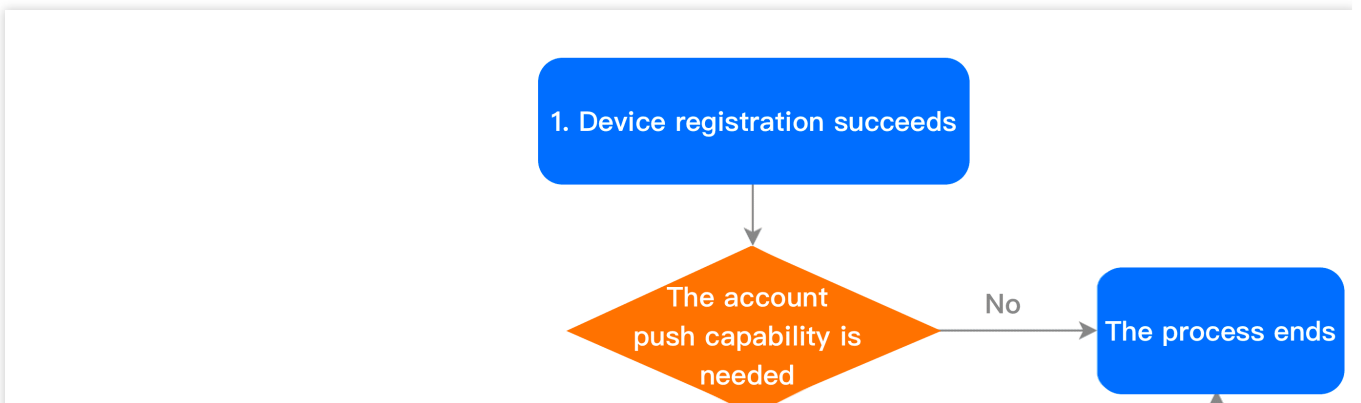 1. Device registration succeeds
The account
push capability is
needed
No
The process ends